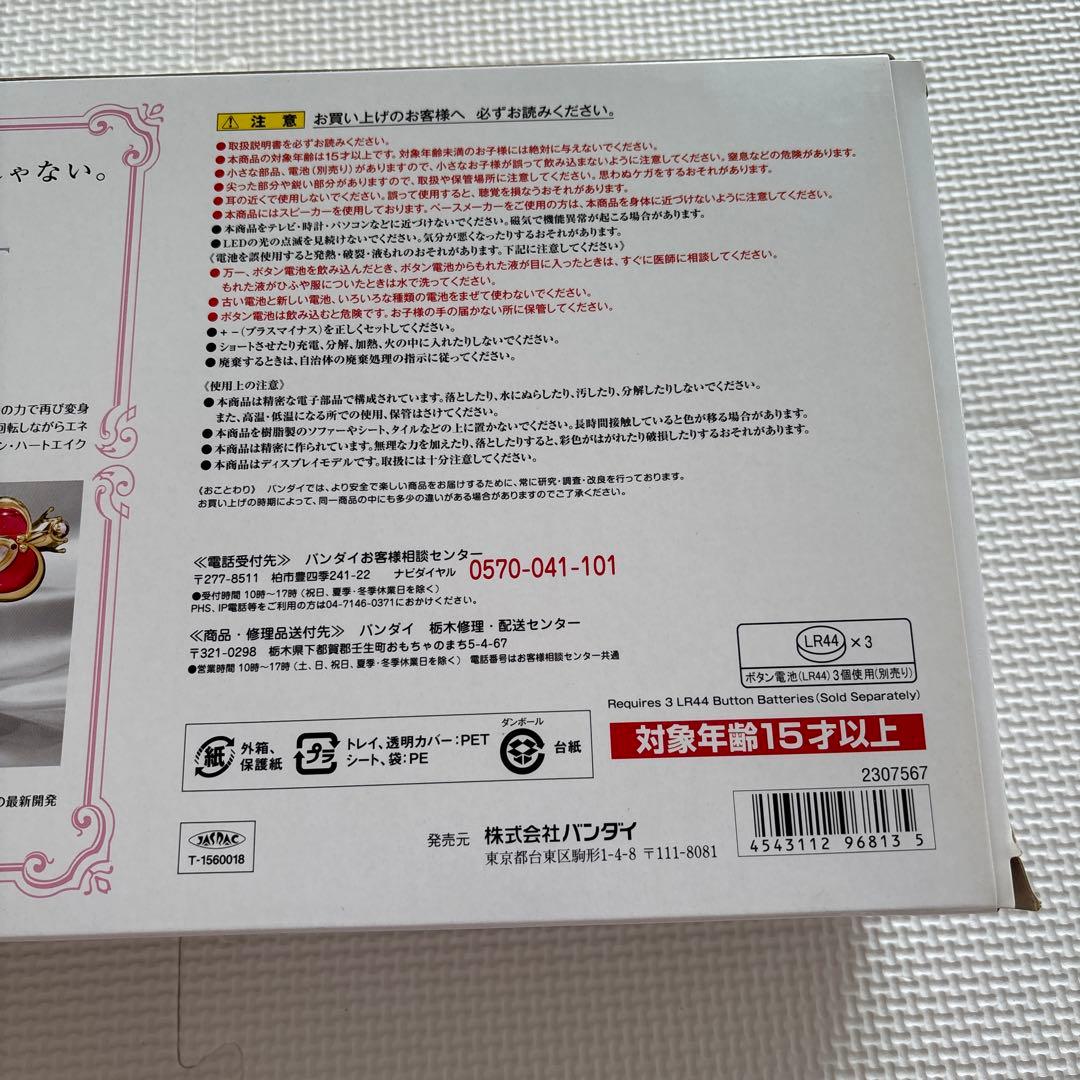 ゃない。
の力で再び変身
回転しながらエネ
ン・ハートエイク
の最新開発
注意 お買い上げのお客様へ 必ずお読みください。
●取扱説明書を必ずお読みください。
●本商品の対象年齢は15才以上です。対象年齢未満のお子様には絶対に与えないでください。
●小さな部品、電池(別売り)がありますので、小さなお子様が誤って飲み込まないように注意してください。窒息などの危険があります。
●尖った部分や鋭い部分がありますので、取扱や保管場所に注意してください。思わぬケガをするおそれがあります。
●耳の近くで使用しないでください。誤って使用すると、聴覚を損なうおそれがあります。
●本商品にはスピーカーを使用しております。ペースメーカーをご使用の方は、本商品を身体に近づけないように注意してください。
●本商品をテレビ・時計・パソコンなどに近づけないでください。磁気で機能異常が起こる場合があります。
●LEDの光の点滅を見続けないでください。気分が悪くなったりするおそれがあります。
《電池を誤使用すると発熱・破裂・液もれのおそれがあります。下記に注意してください》
●万一、ボタン電池を飲み込んだとき、ボタン電池からもれた液が目に入ったときは、すぐに医師に相談してください。
もれた液がひふや服についたときは水で洗ってください。
●古い電池と新しい電池、いろいろな種類の電池をまぜて使わないでください。
●ボタン電池は飲み込むと危険です。お子様の手の届かない所に保管してください。
●+-(プラスマイナス)を正しくセットしてください。
●ショートさせたり充電、分解、加熱、火の中に入れたりしないでください。
●廃棄するときは、自治体の廃棄処理の指示に従ってください。
《使用上の注意》
●本商品は精密な電子部品で構成されています。落としたり、水にぬらしたり、汚したり、分解したりしないでください。
また、高温・低温になる所での使用、保管はさけてください。
●本商品を樹脂製のソファーやシート、タイルなどの上に置かないでください。長時間接触していると色が移る場合があります。
●本商品は精密に作られています。無理な力を加えたり、落としたりすると、彩色がはがれたり破損したりするおそれがあります。
●本商品はディスプレイモデルです。取扱には十分注意してください。
《おことわり》 バンダイでは、より安全で楽しい商品をお届けするために、常に研究・調査・改良を行っております。
お買い上げの時期によって、同一商品の中にも多少の違いがある場合がありますのでご了承ください。
≪電話受付先≫ バンダイお客様相談センター
〒277-8511 柏市豊四季241-22 ナビダイヤル 0570-041-101
●受付時間 10時〜17時 (祝日、夏季・冬季休業日を除く)
PHS、IP電話等をご利用の方は04-7146-0371におかけください。
≪商品・修理品送付先≫ バンダイ 栃木修理・配送センター
〒321-0298 栃木県下都賀郡壬生町おもちゃのまち5-4-67
●営業時間 10時〜17時 (土、日、祝日、夏季・冬季休業日を除く) 電話番号はお客様相談センター共通
LR44 ×3
ボタン電池(LR44)3個使用(別売り)
Requires 3 LR44 Button Batteries (Sold Separately)
対象年齢15才以上
紙 外箱、
保護紙
プラ トレイ、透明カバー:PET
シート、袋:PE
ダンボール
台紙
2307567
4543112 96813 5
JASRAC
T-1560018
発売元 株式会社バンダイ
東京都台東区駒形1-4-8 〒111-8081